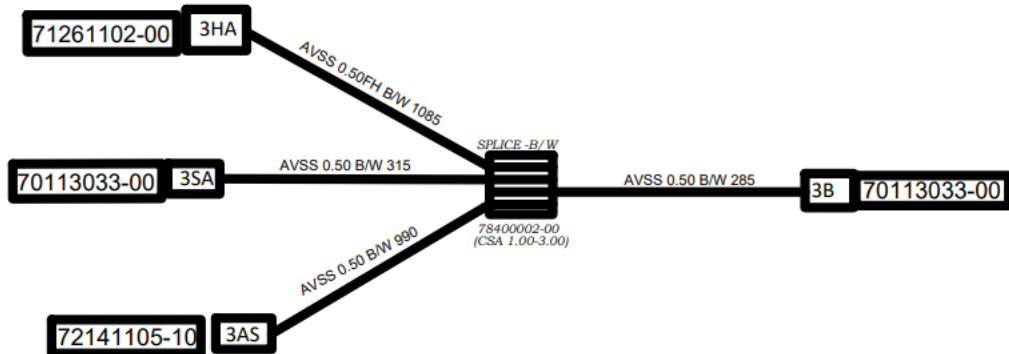 71261102-00
3HA
AVSS 0.50FH B/W 1085
SPLICE -B/W
70113033-00
3SA
AVSS 0.50 B/W 315
AVSS 0.50 B/W 285
3B
70113033-00
78400002-00
(CSA 1.00-3.00)
AVSS 0.50 B/W 990
72141105-10
3AS